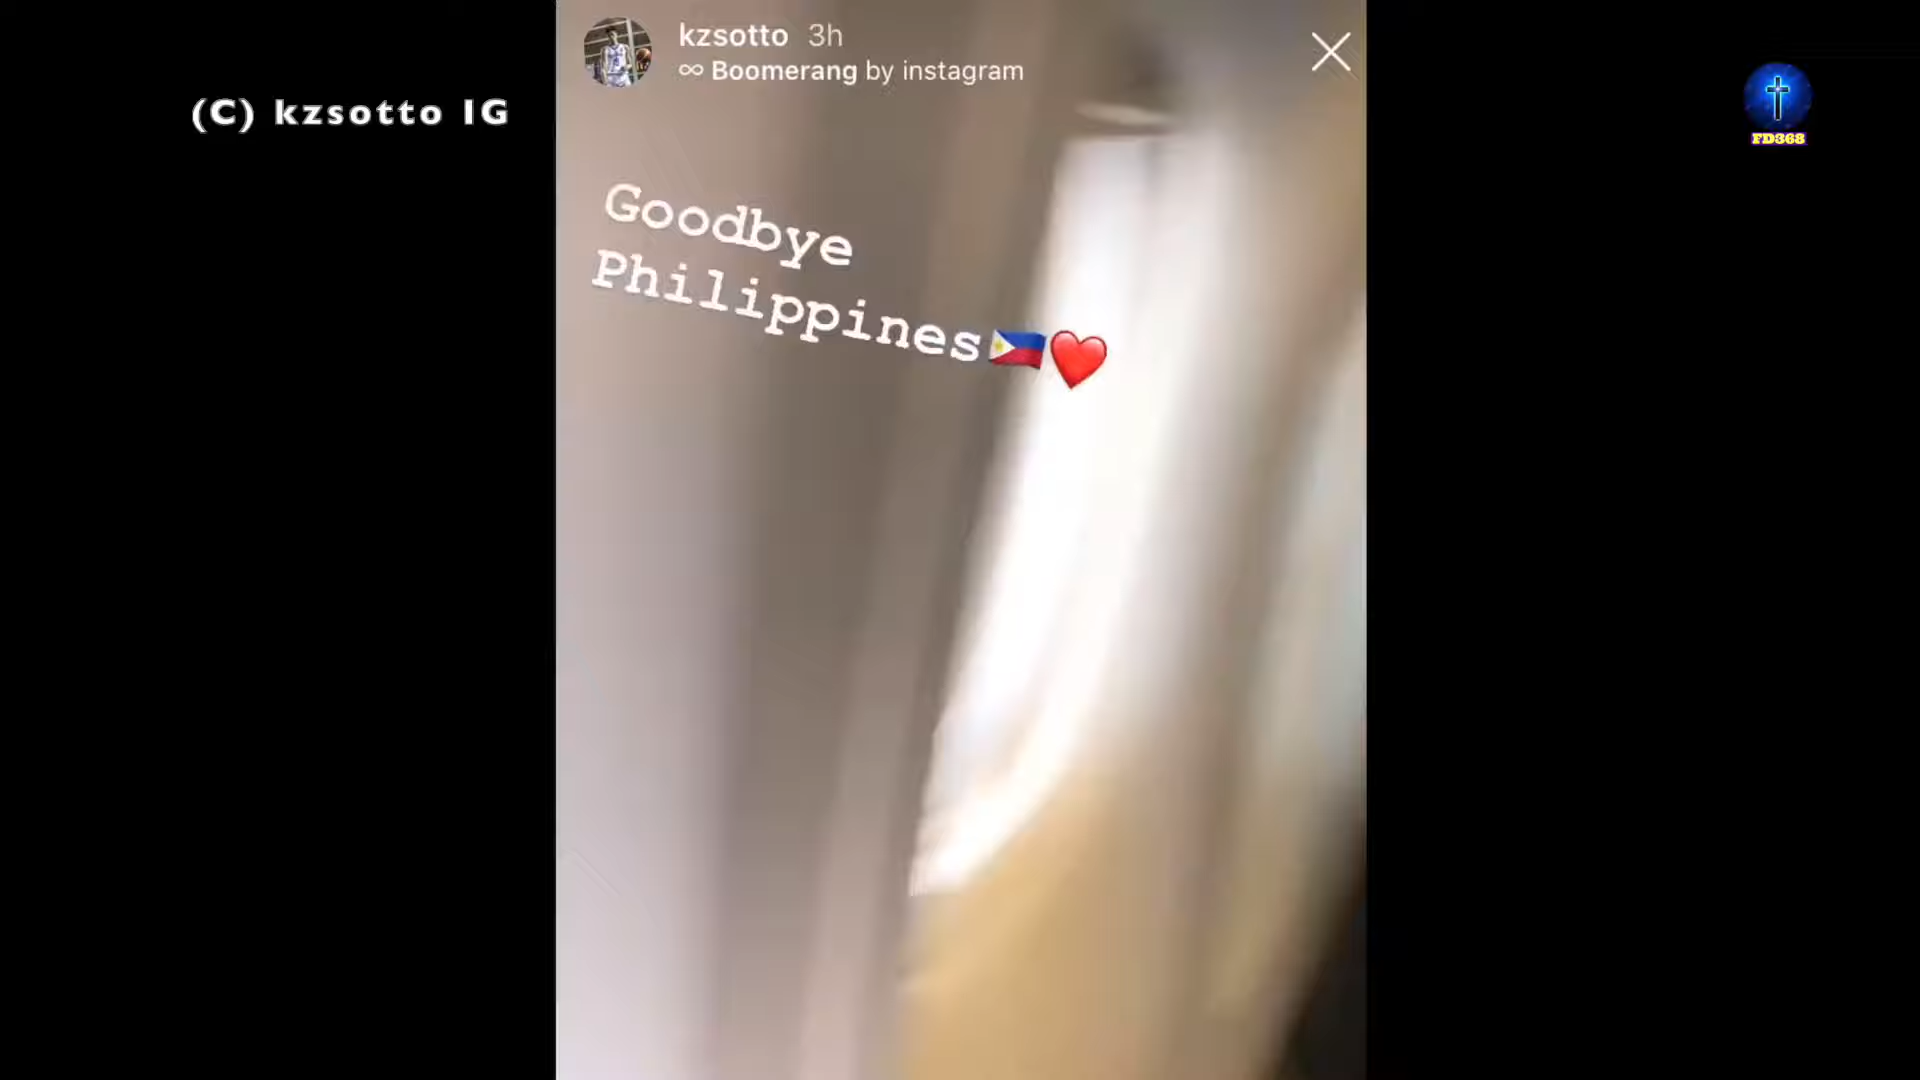 kzsotto 3h
∞ Boomerang by instagram
(C) kzsotto IG
FD368
Goodbye
Philippines🇵🇭❤️